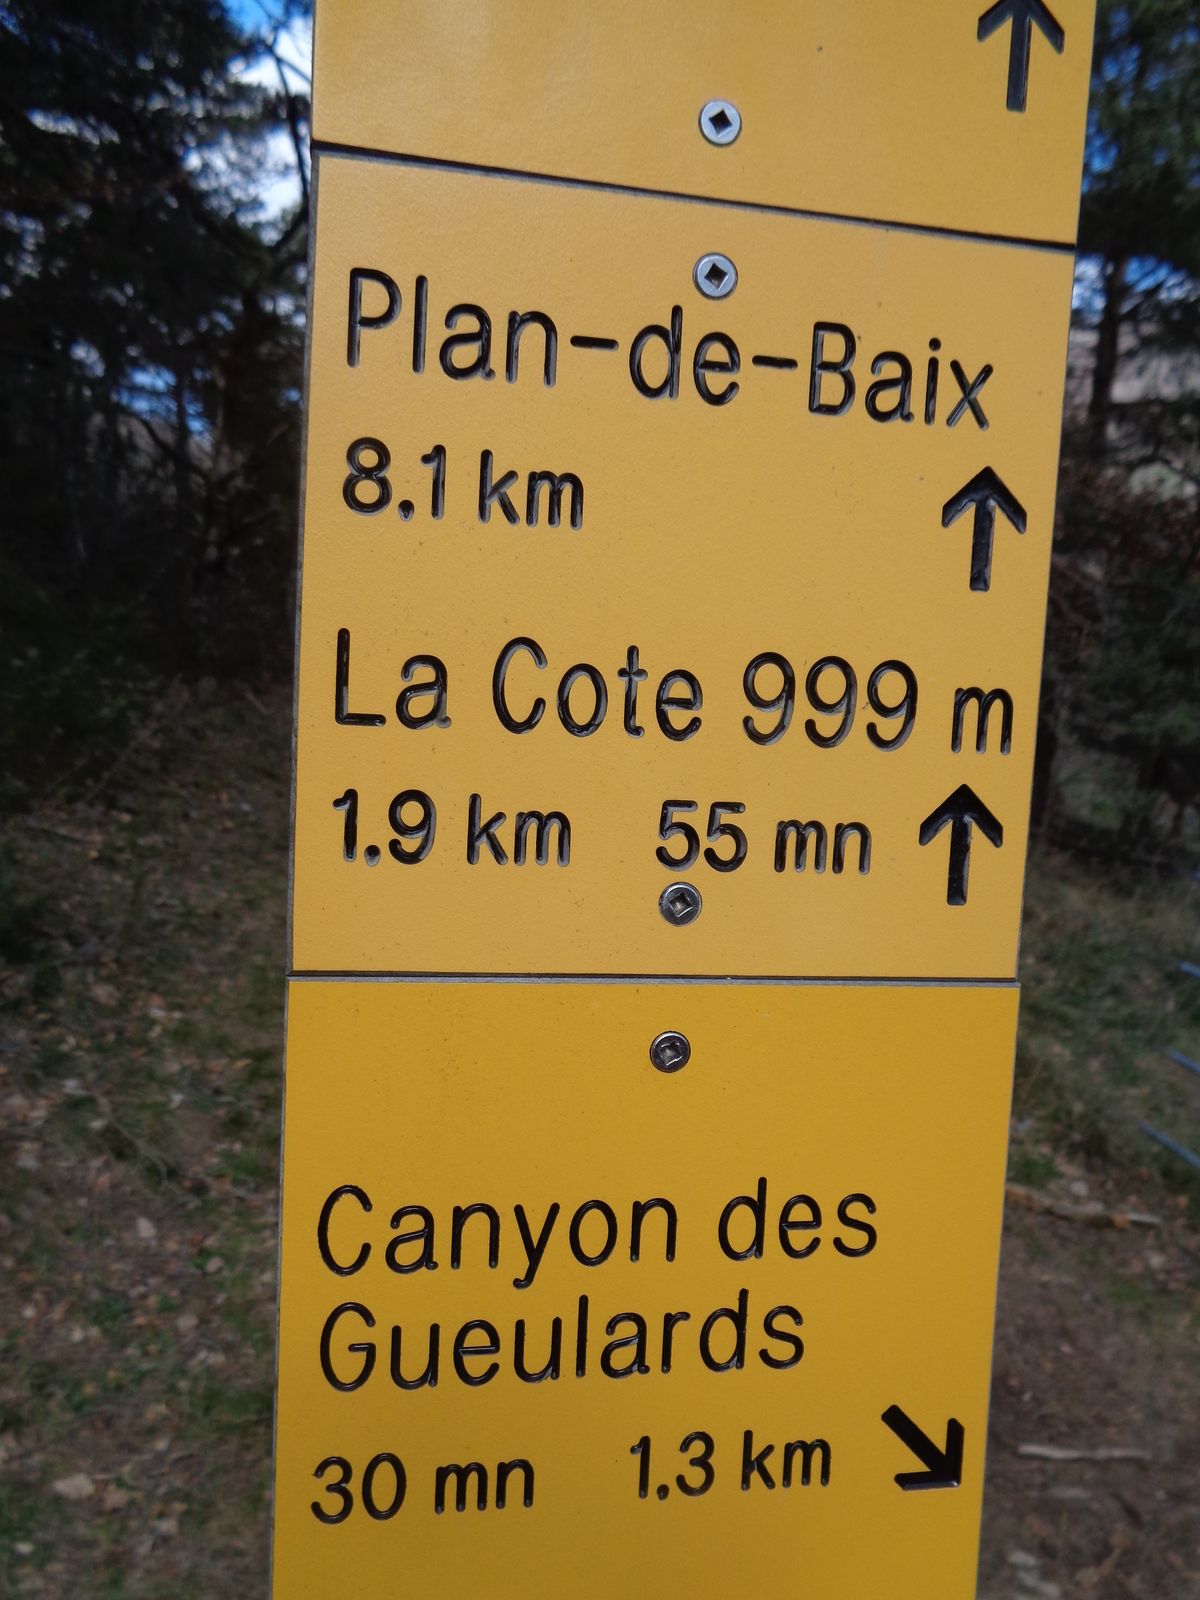 Plan-de-Baix
8.1 km
La Cote 999 m
1.9 km 55 mn
Canyon des
Gueulards
30 mn 1.3 km